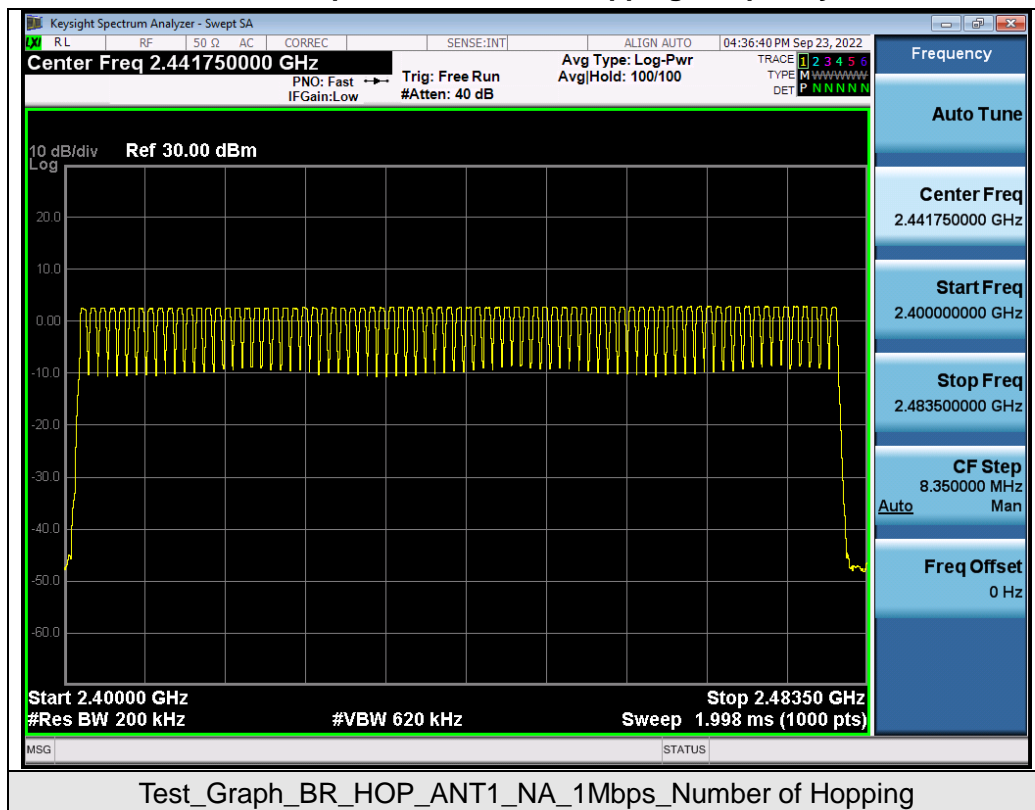 Keysight Spectrum Analyzer - Swept SA
LXI RL RF 50 Ω AC CORREC SENSE:INT ALIGN AUTO 04:36:40 PM Sep 23, 2022
Center Freq 2.441750000 GHz
PNO: Fast
IFGain:Low
Trig: Free Run
#Atten: 40 dB
Avg Type: Log-Pwr
Avg|Hold: 100/100
TRACE 1 2 3 4 5 6
TYPE M WWWWW
DET P N N N N N
10 dB/div Ref 30.00 dBm
Log
20.0
10.0
0.00
-10.0
-20.0
-30.0
-40.0
-50.0
-60.0
Start 2.40000 GHz
Stop 2.48350 GHz
#Res BW 200 kHz
#VBW 620 kHz
Sweep 1.998 ms (1000 pts)
MSG
STATUS
Frequency
Auto Tune
Center Freq
2.441750000 GHz
Start Freq
2.400000000 GHz
Stop Freq
2.483500000 GHz
CF Step
8.350000 MHz
Auto Man
Freq Offset
0 Hz
Test_Graph_BR_HOP_ANT1_NA_1Mbps_Number of Hopping